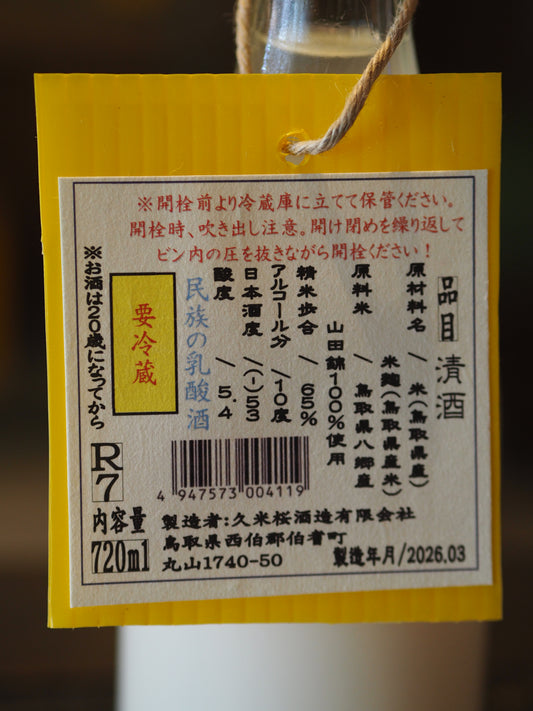 ※開栓前より冷蔵庫に立てて保管ください。
開栓時、吹き出し注意。開け閉めを繰り返して
ビン内の圧を抜きながら開栓ください！
品目 清酒
原材料名 / 米(鳥取県産)
米麹(鳥取県産米)
原料米 / 鳥取県八郷産
山田錦100%使用
精米歩合 / 65%
アルコール分 / 10度
日本酒度 / (-)53
酸度 / 5.4
民族の乳酸酒
要冷蔵
※お酒は20歳になってから
R7
4 947573 004119
内容量
720ml
製造者:久米桜酒造有限会社
鳥取県西伯郡伯耆町
丸山1740-50
製造年月/2026.03